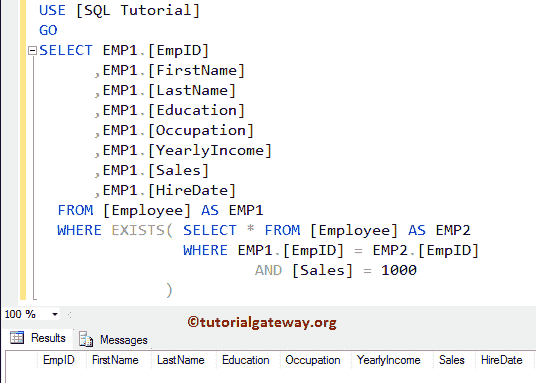 USE [SQL Tutorial]
GO
SELECT EMP1.[EmpID]
,EMP1.[FirstName]
,EMP1.[LastName]
,EMP1.[Education]
,EMP1.[Occupation]
,EMP1.[YearlyIncome]
,EMP1.[Sales]
,EMP1.[HireDate]
FROM [Employee] AS EMP1
WHERE EXISTS( SELECT * FROM [Employee] AS EMP2
WHERE EMP1.[EmpID] = EMP2.[EmpID]
AND [Sales] = 1000
)
100 %
©tutorialgateway.org
Results Messages
EmpID FirstName LastName Education Occupation YearlyIncome Sales HireDate